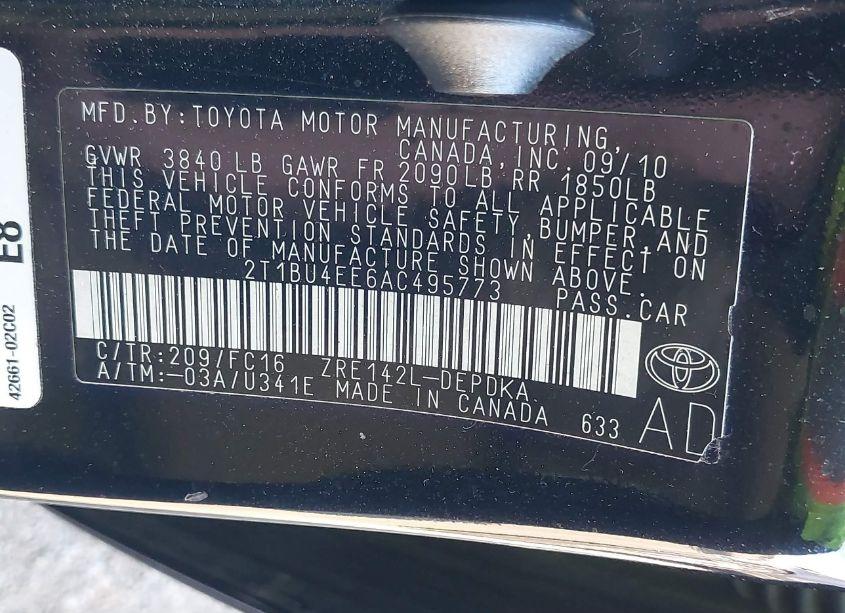 MFD.BY:TOYOTA MOTOR MANUFACTURING,
CANADA,INC. 09/10
GVWR 3840 LB GAWR FR 2090LB RR 1850LB
THIS VEHICLE CONFORMS TO ALL APPLICABLE
FEDERAL MOTOR VEHICLE SAFETY,BUMPER,AND
THEFT PREVENTION STANDARDS IN EFFECT ON
THE DATE OF MANUFACTURE SHOWN ABOVE.
2T1BU4EE6AC495773 PASS.CAR
C/TR:209/FC16 ZRE142L-DEPDKA
A/TM:-03A/U341E MADE IN CANADA 633
AD
E8
42661-02C02